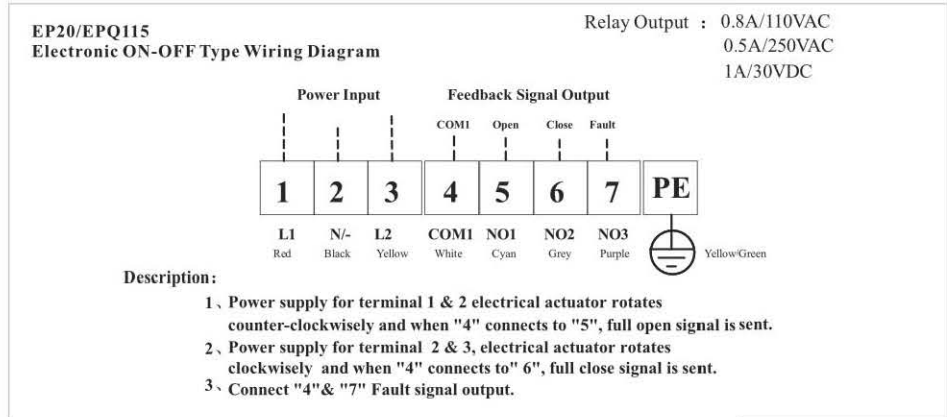 EP20/EPQ115
Electronic ON-OFF Type Wiring Diagram
Relay Output : 0.8A/110VAC
0.5A/250VAC
1A/30VDC
Power Input
Feedback Signal Output
COM1 Open Close Fault
1 2 3 4 5 6 7 PE
L1 N/- L2 COM1 NO1 NO2 NO3
Red Black Yellow White Cyan Grey Purple Yellow/Green
Description:
1、Power supply for terminal 1 & 2 electrical actuator rotates
counter-clockwisely and when "4" connects to "5", full open signal is sent.
2、Power supply for terminal 2 & 3, electrical actuator rotates
clockwisely and when "4" connects to" 6", full close signal is sent.
3、Connect "4"& "7" Fault signal output.